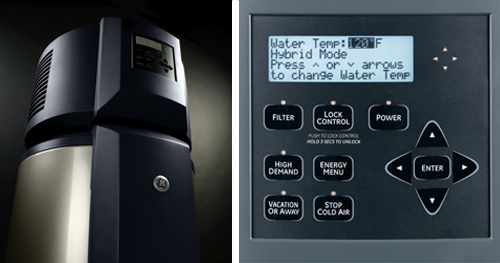 Water Temp:120°F
Hybrid Mode
Press ^ or v arrows
to change Water Temp
FILTER
LOCK
CONTROL
POWER
PUSH TO LOCK CONTROL
HOLD 3 SECS TO UNLOCK
HIGH
DEMAND
ENERGY
MENU
ENTER
VACATION
OR AWAY
STOP
COLD AIR